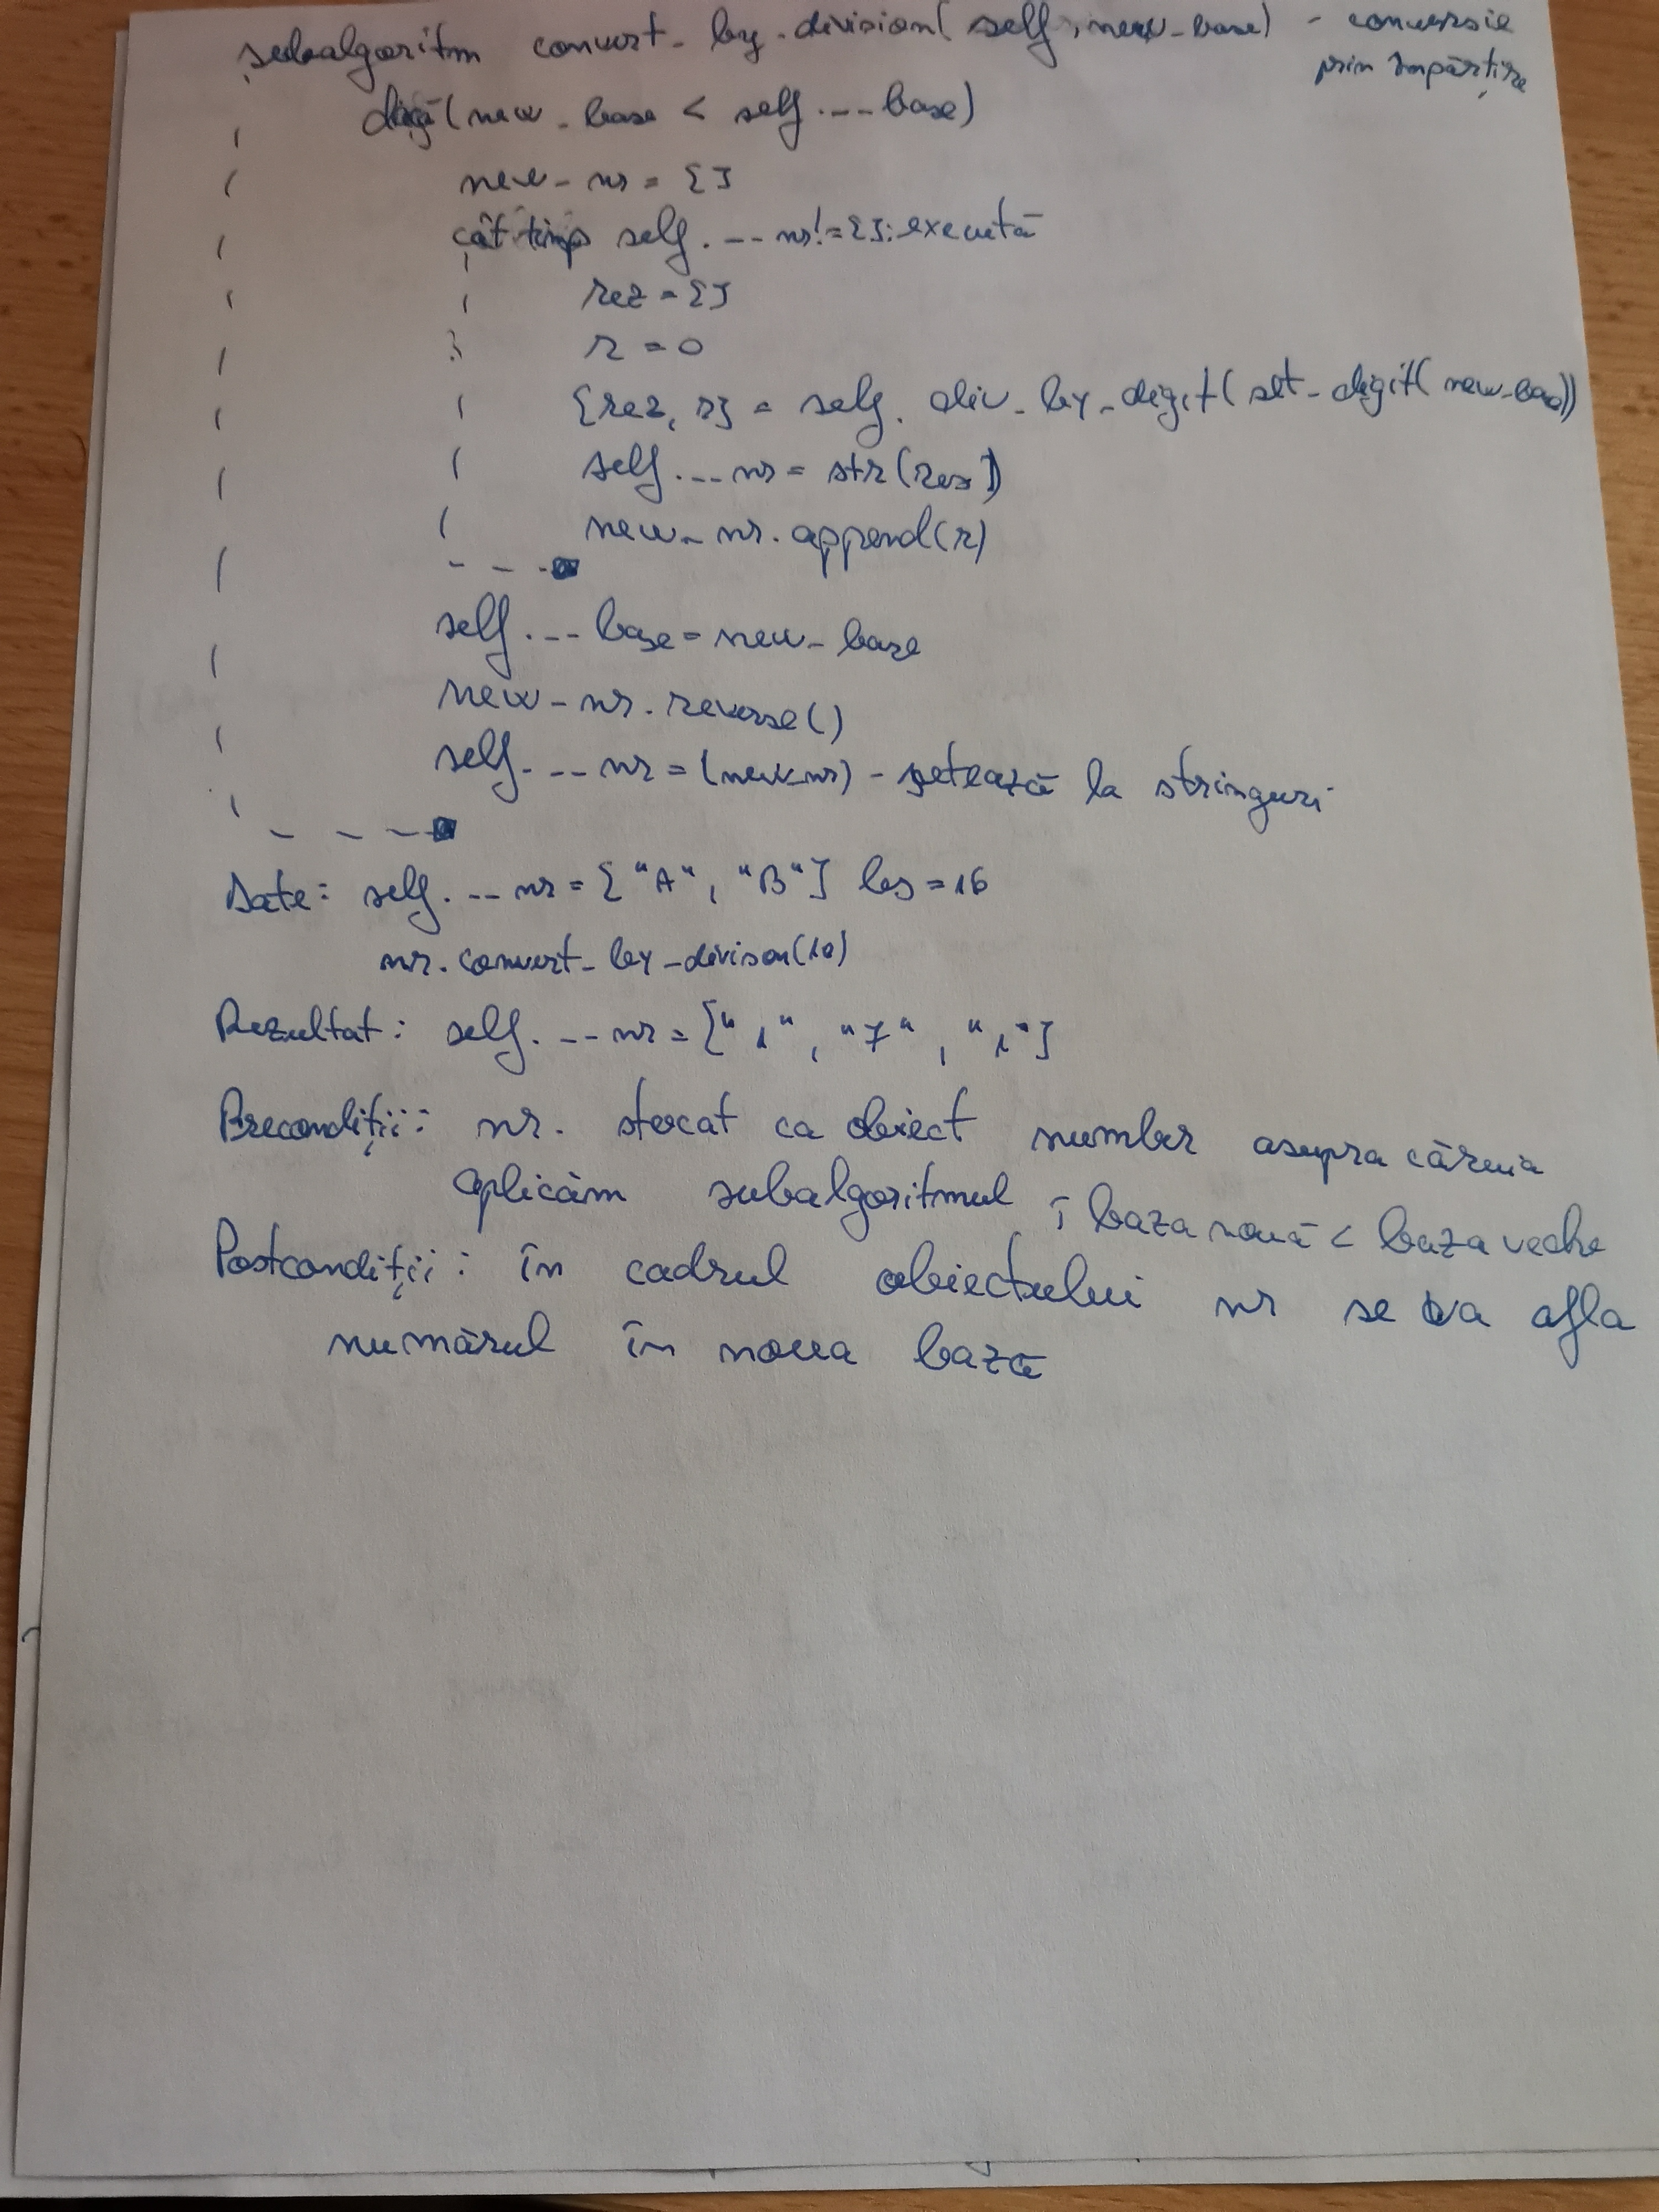 subalgoritm convert_by_division(self, new_base) - conversie
prin împărțire
dacă(new_base < self.__base)
new_nr = []
cât timp self.__nr!=[]: execută
rez = []
r = 0
[rez, r] = self.div_by_digit(set_digit(new_base))
self.__nr = str(rez)
new_nr.append(r)
self.__base = new_base
new_nr.reverse()
self.__nr = (new_nr) - setează la stringuri
Date: self.__nr = ["A", "B"] bs = 16
nr.convert_by_divison(10)
Rezultat: self.__nr = ["1", "7", "1"]
Precondiții: nr. stocat ca obiect number asupra căruia
aplicăm subalgoritmul ; baza nouă < baza veche
Postcondiții: în cadrul obiectului nr se va afla
numărul în noua bază